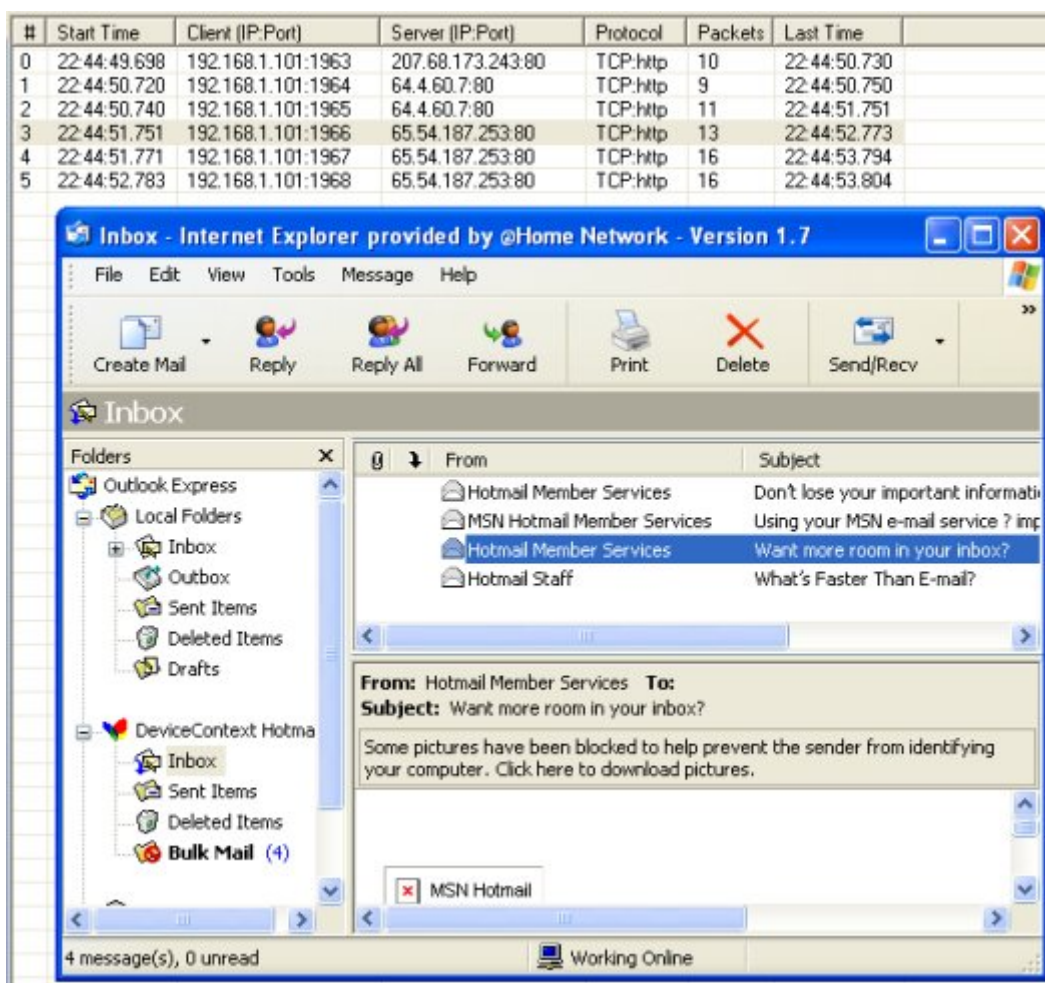 # Start Time Client (IP:Port) Server (IP:Port) Protocol Packets Last Time
0 22:44:49.698 192.168.1.101:1963 207.68.173.243:80 TCP:http 10 22:44:50.730
1 22:44:50.720 192.168.1.101:1964 64.4.60.7:80 TCP:http 9 22:44:50.750
2 22:44:50.740 192.168.1.101:1965 64.4.60.7:80 TCP:http 11 22:44:51.751
3 22:44:51.751 192.168.1.101:1966 65.54.187.253:80 TCP:http 13 22:44:52.773
4 22:44:51.771 192.168.1.101:1967 65.54.187.253:80 TCP:http 16 22:44:53.794
5 22:44:52.783 192.168.1.101:1968 65.54.187.253:80 TCP:http 16 22:44:53.804
Inbox - Internet Explorer provided by @Home Network - Version 1.7
File Edit View Tools Message Help
Create Mail Reply Reply All Forward Print Delete Send/Recv
Inbox
Folders
Outlook Express
Local Folders
Inbox
Outbox
Sent Items
Deleted Items
Drafts
DeviceContext Hotma
Inbox
Sent Items
Deleted Items
Bulk Mail (4)
From Subject
Hotmail Member Services Don't lose your important informati
MSN Hotmail Member Services Using your MSN e-mail service ? imp
Hotmail Member Services Want more room in your inbox?
Hotmail Staff What's Faster Than E-mail?
From: Hotmail Member Services To:
Subject: Want more room in your inbox?
Some pictures have been blocked to help prevent the sender from identifying
your computer. Click here to download pictures.
MSN Hotmail
4 message(s), 0 unread Working Online